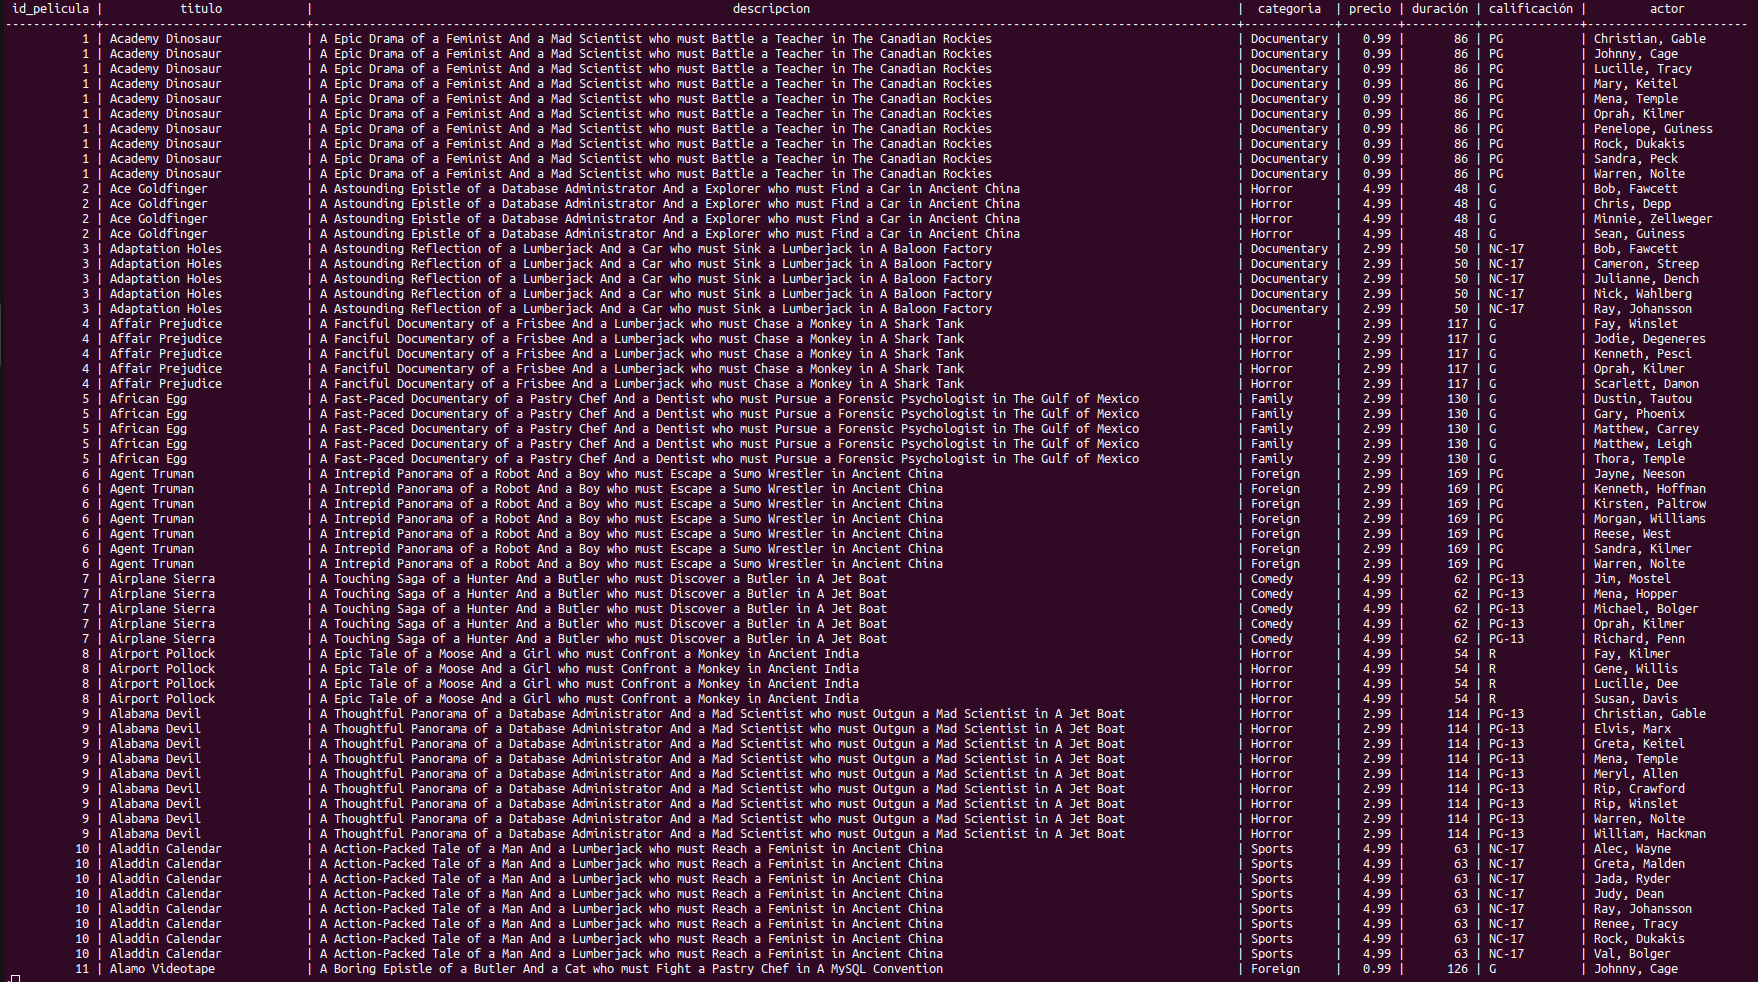 id_pelicula |           titulo            |                                                            descripcion                                                            |  categoria  | precio | duración | calificación |         actor
------------+-----------------------------+-----------------------------------------------------------------------------------------------------------------------------------+-------------+--------+----------+--------------+----------------------
1 | Academy Dinosaur | A Epic Drama of a Feminist And a Mad Scientist who must Battle a Teacher in The Canadian Rockies | Documentary | 0.99 | 86 | PG | Christian, Gable
1 | Academy Dinosaur | A Epic Drama of a Feminist And a Mad Scientist who must Battle a Teacher in The Canadian Rockies | Documentary | 0.99 | 86 | PG | Johnny, Cage
1 | Academy Dinosaur | A Epic Drama of a Feminist And a Mad Scientist who must Battle a Teacher in The Canadian Rockies | Documentary | 0.99 | 86 | PG | Lucille, Tracy
1 | Academy Dinosaur | A Epic Drama of a Feminist And a Mad Scientist who must Battle a Teacher in The Canadian Rockies | Documentary | 0.99 | 86 | PG | Mary, Keitel
1 | Academy Dinosaur | A Epic Drama of a Feminist And a Mad Scientist who must Battle a Teacher in The Canadian Rockies | Documentary | 0.99 | 86 | PG | Mena, Temple
1 | Academy Dinosaur | A Epic Drama of a Feminist And a Mad Scientist who must Battle a Teacher in The Canadian Rockies | Documentary | 0.99 | 86 | PG | Oprah, Kilmer
1 | Academy Dinosaur | A Epic Drama of a Feminist And a Mad Scientist who must Battle a Teacher in The Canadian Rockies | Documentary | 0.99 | 86 | PG | Penelope, Guiness
1 | Academy Dinosaur | A Epic Drama of a Feminist And a Mad Scientist who must Battle a Teacher in The Canadian Rockies | Documentary | 0.99 | 86 | PG | Rock, Dukakis
1 | Academy Dinosaur | A Epic Drama of a Feminist And a Mad Scientist who must Battle a Teacher in The Canadian Rockies | Documentary | 0.99 | 86 | PG | Sandra, Peck
1 | Academy Dinosaur | A Epic Drama of a Feminist And a Mad Scientist who must Battle a Teacher in The Canadian Rockies | Documentary | 0.99 | 86 | PG | Warren, Nolte
2 | Ace Goldfinger | A Astounding Epistle of a Database Administrator And a Explorer who must Find a Car in Ancient China | Horror | 4.99 | 48 | G | Bob, Fawcett
2 | Ace Goldfinger | A Astounding Epistle of a Database Administrator And a Explorer who must Find a Car in Ancient China | Horror | 4.99 | 48 | G | Chris, Depp
2 | Ace Goldfinger | A Astounding Epistle of a Database Administrator And a Explorer who must Find a Car in Ancient China | Horror | 4.99 | 48 | G | Minnie, Zellweger
2 | Ace Goldfinger | A Astounding Epistle of a Database Administrator And a Explorer who must Find a Car in Ancient China | Horror | 4.99 | 48 | G | Sean, Guiness
3 | Adaptation Holes | A Astounding Reflection of a Lumberjack And a Car who must Sink a Lumberjack in A Baloon Factory | Documentary | 2.99 | 50 | NC-17 | Bob, Fawcett
3 | Adaptation Holes | A Astounding Reflection of a Lumberjack And a Car who must Sink a Lumberjack in A Baloon Factory | Documentary | 2.99 | 50 | NC-17 | Cameron, Streep
3 | Adaptation Holes | A Astounding Reflection of a Lumberjack And a Car who must Sink a Lumberjack in A Baloon Factory | Documentary | 2.99 | 50 | NC-17 | Julianne, Dench
3 | Adaptation Holes | A Astounding Reflection of a Lumberjack And a Car who must Sink a Lumberjack in A Baloon Factory | Documentary | 2.99 | 50 | NC-17 | Nick, Wahlberg
3 | Adaptation Holes | A Astounding Reflection of a Lumberjack And a Car who must Sink a Lumberjack in A Baloon Factory | Documentary | 2.99 | 50 | NC-17 | Ray, Johansson
4 | Affair Prejudice | A Fanciful Documentary of a Frisbee And a Lumberjack who must Chase a Monkey in A Shark Tank | Horror | 2.99 | 117 | G | Fay, Winslet
4 | Affair Prejudice | A Fanciful Documentary of a Frisbee And a Lumberjack who must Chase a Monkey in A Shark Tank | Horror | 2.99 | 117 | G | Jodie, Degeneres
4 | Affair Prejudice | A Fanciful Documentary of a Frisbee And a Lumberjack who must Chase a Monkey in A Shark Tank | Horror | 2.99 | 117 | G | Kenneth, Pesci
4 | Affair Prejudice | A Fanciful Documentary of a Frisbee And a Lumberjack who must Chase a Monkey in A Shark Tank | Horror | 2.99 | 117 | G | Oprah, Kilmer
4 | Affair Prejudice | A Fanciful Documentary of a Frisbee And a Lumberjack who must Chase a Monkey in A Shark Tank | Horror | 2.99 | 117 | G | Scarlett, Damon
5 | African Egg | A Fast-Paced Documentary of a Pastry Chef And a Dentist who must Pursue a Forensic Psychologist in The Gulf of Mexico | Family | 2.99 | 130 | G | Dustin, Tautou
5 | African Egg | A Fast-Paced Documentary of a Pastry Chef And a Dentist who must Pursue a Forensic Psychologist in The Gulf of Mexico | Family | 2.99 | 130 | G | Gary, Phoenix
5 | African Egg | A Fast-Paced Documentary of a Pastry Chef And a Dentist who must Pursue a Forensic Psychologist in The Gulf of Mexico | Family | 2.99 | 130 | G | Matthew, Carrey
5 | African Egg | A Fast-Paced Documentary of a Pastry Chef And a Dentist who must Pursue a Forensic Psychologist in The Gulf of Mexico | Family | 2.99 | 130 | G | Matthew, Leigh
5 | African Egg | A Fast-Paced Documentary of a Pastry Chef And a Dentist who must Pursue a Forensic Psychologist in The Gulf of Mexico | Family | 2.99 | 130 | G | Thora, Temple
6 | Agent Truman | A Intrepid Panorama of a Robot And a Boy who must Escape a Sumo Wrestler in Ancient China | Foreign | 2.99 | 169 | PG | Jayne, Neeson
6 | Agent Truman | A Intrepid Panorama of a Robot And a Boy who must Escape a Sumo Wrestler in Ancient China | Foreign | 2.99 | 169 | PG | Kenneth, Hoffman
6 | Agent Truman | A Intrepid Panorama of a Robot And a Boy who must Escape a Sumo Wrestler in Ancient China | Foreign | 2.99 | 169 | PG | Kirsten, Paltrow
6 | Agent Truman | A Intrepid Panorama of a Robot And a Boy who must Escape a Sumo Wrestler in Ancient China | Foreign | 2.99 | 169 | PG | Morgan, Williams
6 | Agent Truman | A Intrepid Panorama of a Robot And a Boy who must Escape a Sumo Wrestler in Ancient China | Foreign | 2.99 | 169 | PG | Reese, West
6 | Agent Truman | A Intrepid Panorama of a Robot And a Boy who must Escape a Sumo Wrestler in Ancient China | Foreign | 2.99 | 169 | PG | Sandra, Kilmer
6 | Agent Truman | A Intrepid Panorama of a Robot And a Boy who must Escape a Sumo Wrestler in Ancient China | Foreign | 2.99 | 169 | PG | Warren, Nolte
7 | Airplane Sierra | A Touching Saga of a Hunter And a Butler who must Discover a Butler in A Jet Boat | Comedy | 4.99 | 62 | PG-13 | Jim, Mostel
7 | Airplane Sierra | A Touching Saga of a Hunter And a Butler who must Discover a Butler in A Jet Boat | Comedy | 4.99 | 62 | PG-13 | Mena, Hopper
7 | Airplane Sierra | A Touching Saga of a Hunter And a Butler who must Discover a Butler in A Jet Boat | Comedy | 4.99 | 62 | PG-13 | Michael, Bolger
7 | Airplane Sierra | A Touching Saga of a Hunter And a Butler who must Discover a Butler in A Jet Boat | Comedy | 4.99 | 62 | PG-13 | Oprah, Kilmer
7 | Airplane Sierra | A Touching Saga of a Hunter And a Butler who must Discover a Butler in A Jet Boat | Comedy | 4.99 | 62 | PG-13 | Richard, Penn
8 | Airport Pollock | A Epic Tale of a Moose And a Girl who must Confront a Monkey in Ancient India | Horror | 4.99 | 54 | R | Fay, Kilmer
8 | Airport Pollock | A Epic Tale of a Moose And a Girl who must Confront a Monkey in Ancient India | Horror | 4.99 | 54 | R | Gene, Willis
8 | Airport Pollock | A Epic Tale of a Moose And a Girl who must Confront a Monkey in Ancient India | Horror | 4.99 | 54 | R | Lucille, Dee
8 | Airport Pollock | A Epic Tale of a Moose And a Girl who must Confront a Monkey in Ancient India | Horror | 4.99 | 54 | R | Susan, Davis
9 | Alabama Devil | A Thoughtful Panorama of a Database Administrator And a Mad Scientist who must Outgun a Mad Scientist in A Jet Boat | Horror | 2.99 | 114 | PG-13 | Christian, Gable
9 | Alabama Devil | A Thoughtful Panorama of a Database Administrator And a Mad Scientist who must Outgun a Mad Scientist in A Jet Boat | Horror | 2.99 | 114 | PG-13 | Elvis, Marx
9 | Alabama Devil | A Thoughtful Panorama of a Database Administrator And a Mad Scientist who must Outgun a Mad Scientist in A Jet Boat | Horror | 2.99 | 114 | PG-13 | Greta, Keitel
9 | Alabama Devil | A Thoughtful Panorama of a Database Administrator And a Mad Scientist who must Outgun a Mad Scientist in A Jet Boat | Horror | 2.99 | 114 | PG-13 | Mena, Temple
9 | Alabama Devil | A Thoughtful Panorama of a Database Administrator And a Mad Scientist who must Outgun a Mad Scientist in A Jet Boat | Horror | 2.99 | 114 | PG-13 | Meryl, Allen
9 | Alabama Devil | A Thoughtful Panorama of a Database Administrator And a Mad Scientist who must Outgun a Mad Scientist in A Jet Boat | Horror | 2.99 | 114 | PG-13 | Rip, Crawford
9 | Alabama Devil | A Thoughtful Panorama of a Database Administrator And a Mad Scientist who must Outgun a Mad Scientist in A Jet Boat | Horror | 2.99 | 114 | PG-13 | Rip, Winslet
9 | Alabama Devil | A Thoughtful Panorama of a Database Administrator And a Mad Scientist who must Outgun a Mad Scientist in A Jet Boat | Horror | 2.99 | 114 | PG-13 | Warren, Nolte
9 | Alabama Devil | A Thoughtful Panorama of a Database Administrator And a Mad Scientist who must Outgun a Mad Scientist in A Jet Boat | Horror | 2.99 | 114 | PG-13 | William, Hackman
10 | Aladdin Calendar | A Action-Packed Tale of a Man And a Lumberjack who must Reach a Feminist in Ancient China | Sports | 4.99 | 63 | NC-17 | Alec, Wayne
10 | Aladdin Calendar | A Action-Packed Tale of a Man And a Lumberjack who must Reach a Feminist in Ancient China | Sports | 4.99 | 63 | NC-17 | Greta, Malden
10 | Aladdin Calendar | A Action-Packed Tale of a Man And a Lumberjack who must Reach a Feminist in Ancient China | Sports | 4.99 | 63 | NC-17 | Jada, Ryder
10 | Aladdin Calendar | A Action-Packed Tale of a Man And a Lumberjack who must Reach a Feminist in Ancient China | Sports | 4.99 | 63 | NC-17 | Judy, Dean
10 | Aladdin Calendar | A Action-Packed Tale of a Man And a Lumberjack who must Reach a Feminist in Ancient China | Sports | 4.99 | 63 | NC-17 | Ray, Johansson
10 | Aladdin Calendar | A Action-Packed Tale of a Man And a Lumberjack who must Reach a Feminist in Ancient China | Sports | 4.99 | 63 | NC-17 | Renee, Tracy
10 | Aladdin Calendar | A Action-Packed Tale of a Man And a Lumberjack who must Reach a Feminist in Ancient China | Sports | 4.99 | 63 | NC-17 | Rock, Dukakis
10 | Aladdin Calendar | A Action-Packed Tale of a Man And a Lumberjack who must Reach a Feminist in Ancient China | Sports | 4.99 | 63 | NC-17 | Val, Bolger
11 | Alamo Videotape | A Boring Epistle of a Butler And a Cat who must Fight a Pastry Chef in A MySQL Convention | Foreign | 0.99 | 126 | G | Johnny, Cage